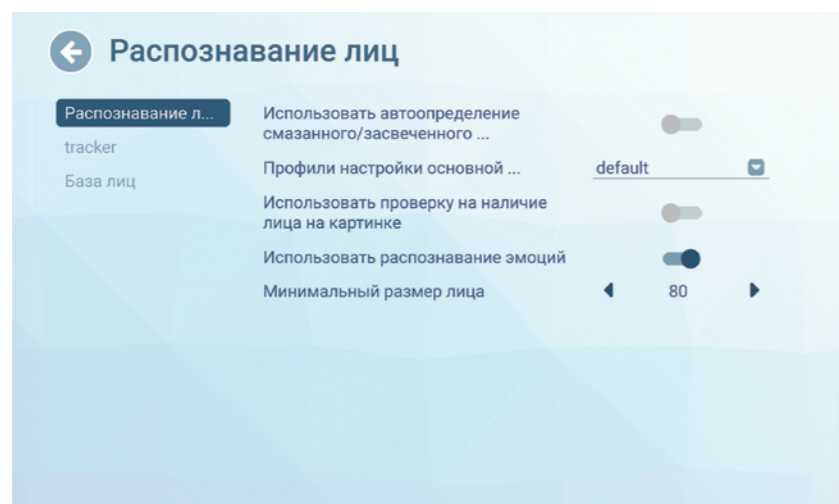 Распознавание лиц
Распознавание л...
tracker
База лиц
Использовать автоопределение
смазанного/засвеченного ...
Профили настройки основной ...
default
Использовать проверку на наличие
лица на картинке
Использовать распознавание эмоций
Минимальный размер лица
80